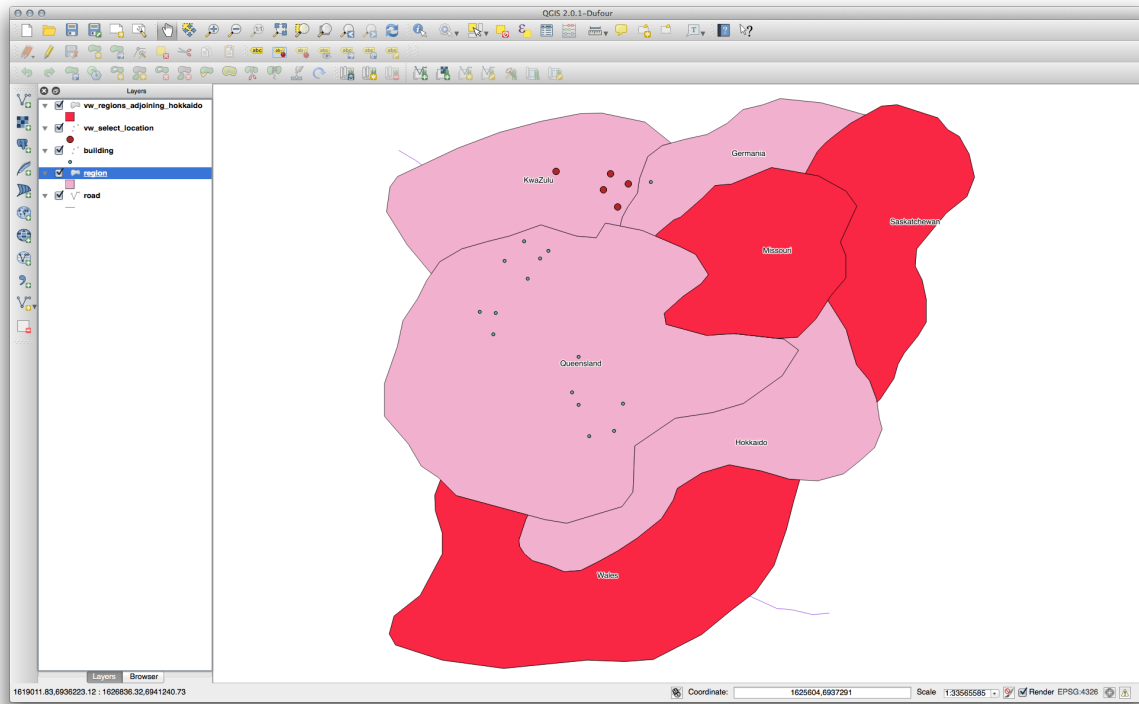 QGIS 2.0.1-Dufour
Layers
vw_regions_adjoining_hokkaido
vw_select_location
building
region
road
Germania
KwaZulu
Saskatchewan
Missouri
Queensland
Hokkaido
Wales
Layers Browser
1619011.83,6936223.12 : 1626836.32,6941240.73 Coordinate: 1625604,6937291 Scale 1:33565585 Render EPSG:4326